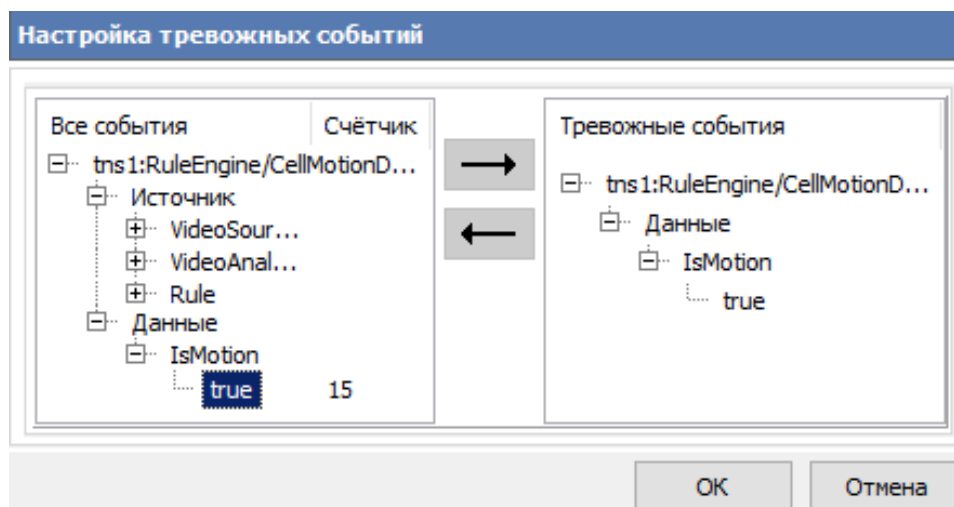 Настройка тревожных событий
Все события Счётчик
tns1:RuleEngine/CellMotionD...
Источник
VideoSour...
VideoAnal...
Rule
Данные
IsMotion
true 15
Тревожные события
tns1:RuleEngine/CellMotionD...
Данные
IsMotion
true
OK Отмена